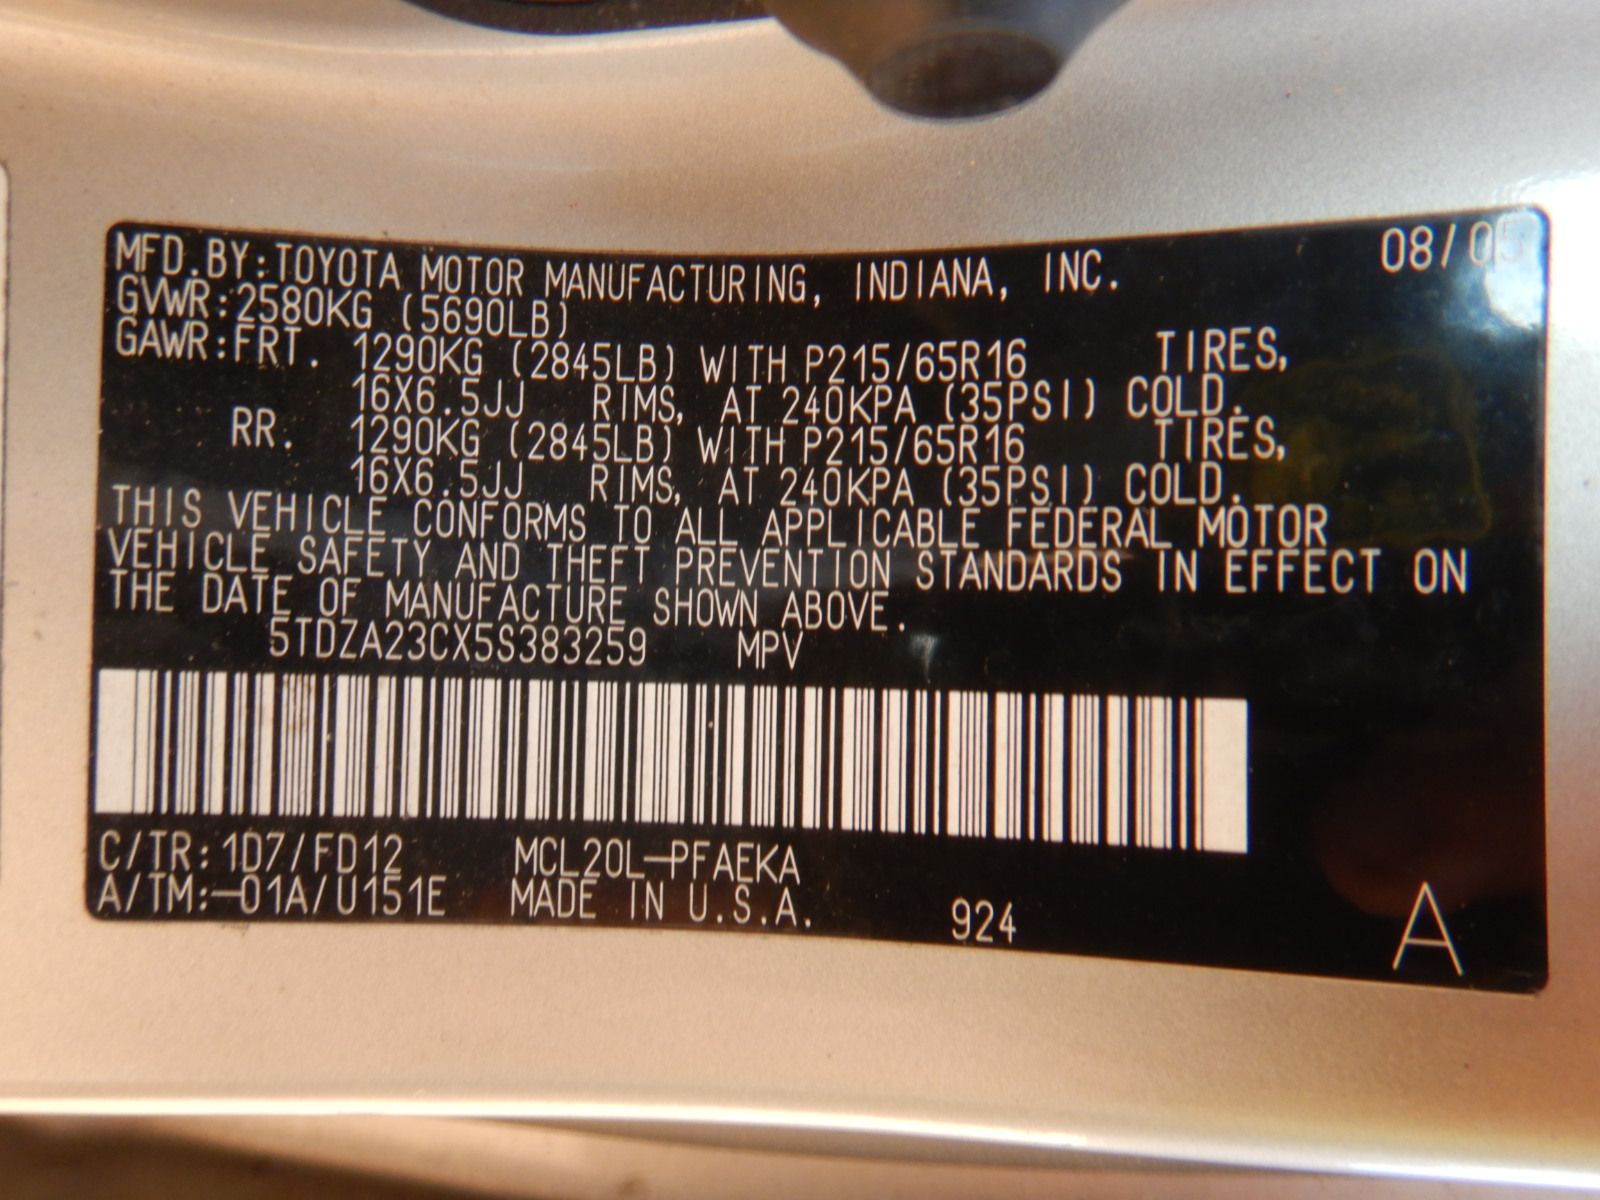 08/05
MFD.BY:TOYOTA MOTOR MANUFACTURING, INDIANA, INC.
GVWR:2580KG (5690LB)
GAWR:FRT. 1290KG (2845LB) WITH P215/65R16 TIRES,
16X6.5JJ RIMS, AT 240KPA (35PSI) COLD.
RR. 1290KG (2845LB) WITH P215/65R16 TIRES,
16X6.5JJ RIMS, AT 240KPA (35PSI) COLD.
THIS VEHICLE CONFORMS TO ALL APPLICABLE FEDERAL MOTOR
VEHICLE SAFETY AND THEFT PREVENTION STANDARDS IN EFFECT ON
THE DATE OF MANUFACTURE SHOWN ABOVE.
5TDZA23CX5S383259 MPV
C/TR:1D7/FD12 MCL20L-PFAEKA
A/TM:-01A/U151E MADE IN U.S.A. 924
A